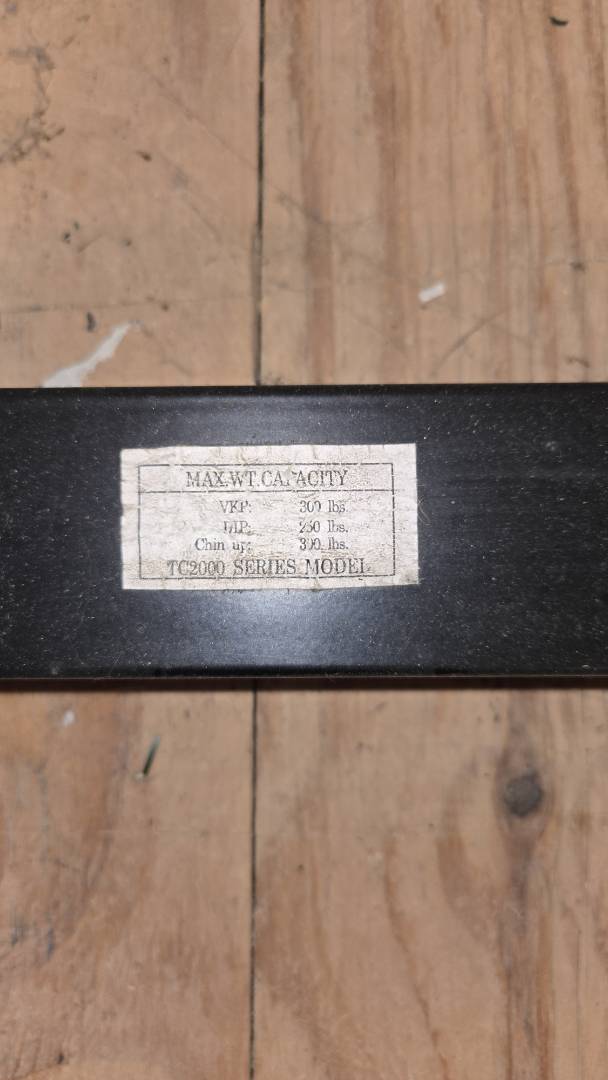 MAX.WT.CAPACITY
VKP: 300 lbs.
DIP: 250 lbs.
Chin up: 300 lbs.
TC2000 SERIES MODEL